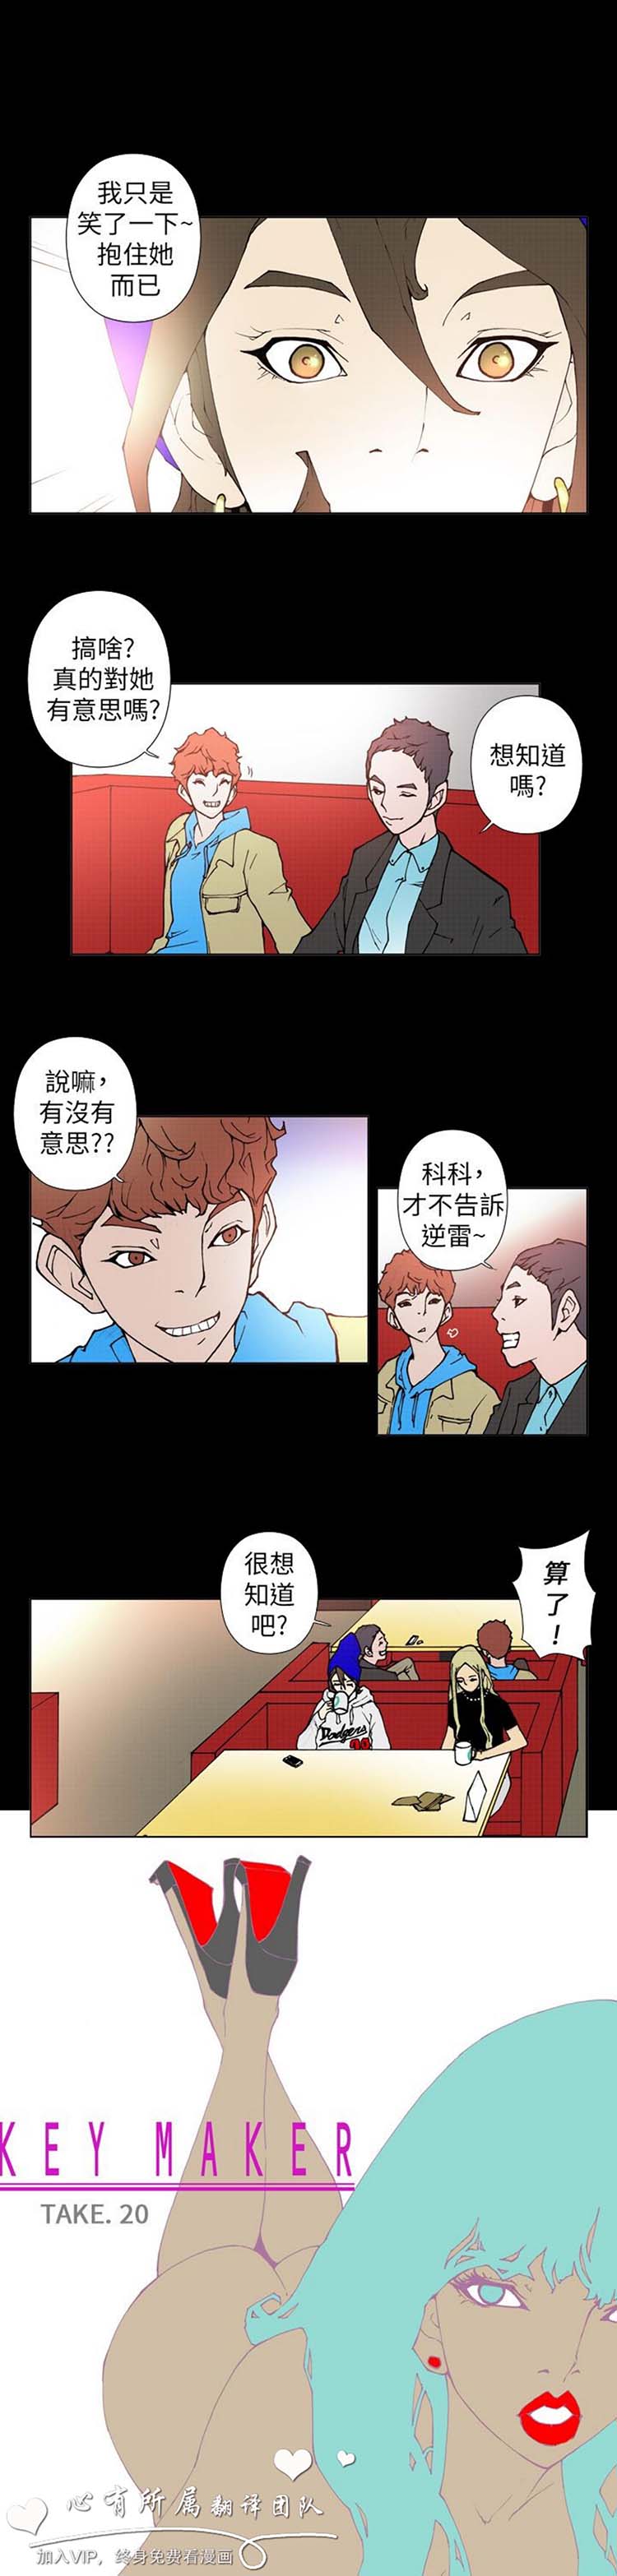 我只是
笑了一下~
抱住她
而已
搞啥?
真的對她
有意思嗎?
想知道
嗎?
說嘛，
有沒有
意思??
科科，
才不告訴
逆雷~
很想
知道
吧?
算
了
!
Dodgers
KEY MAKER
TAKE. 20
心有所属翻译团队
加入VIP，终身免费看漫画